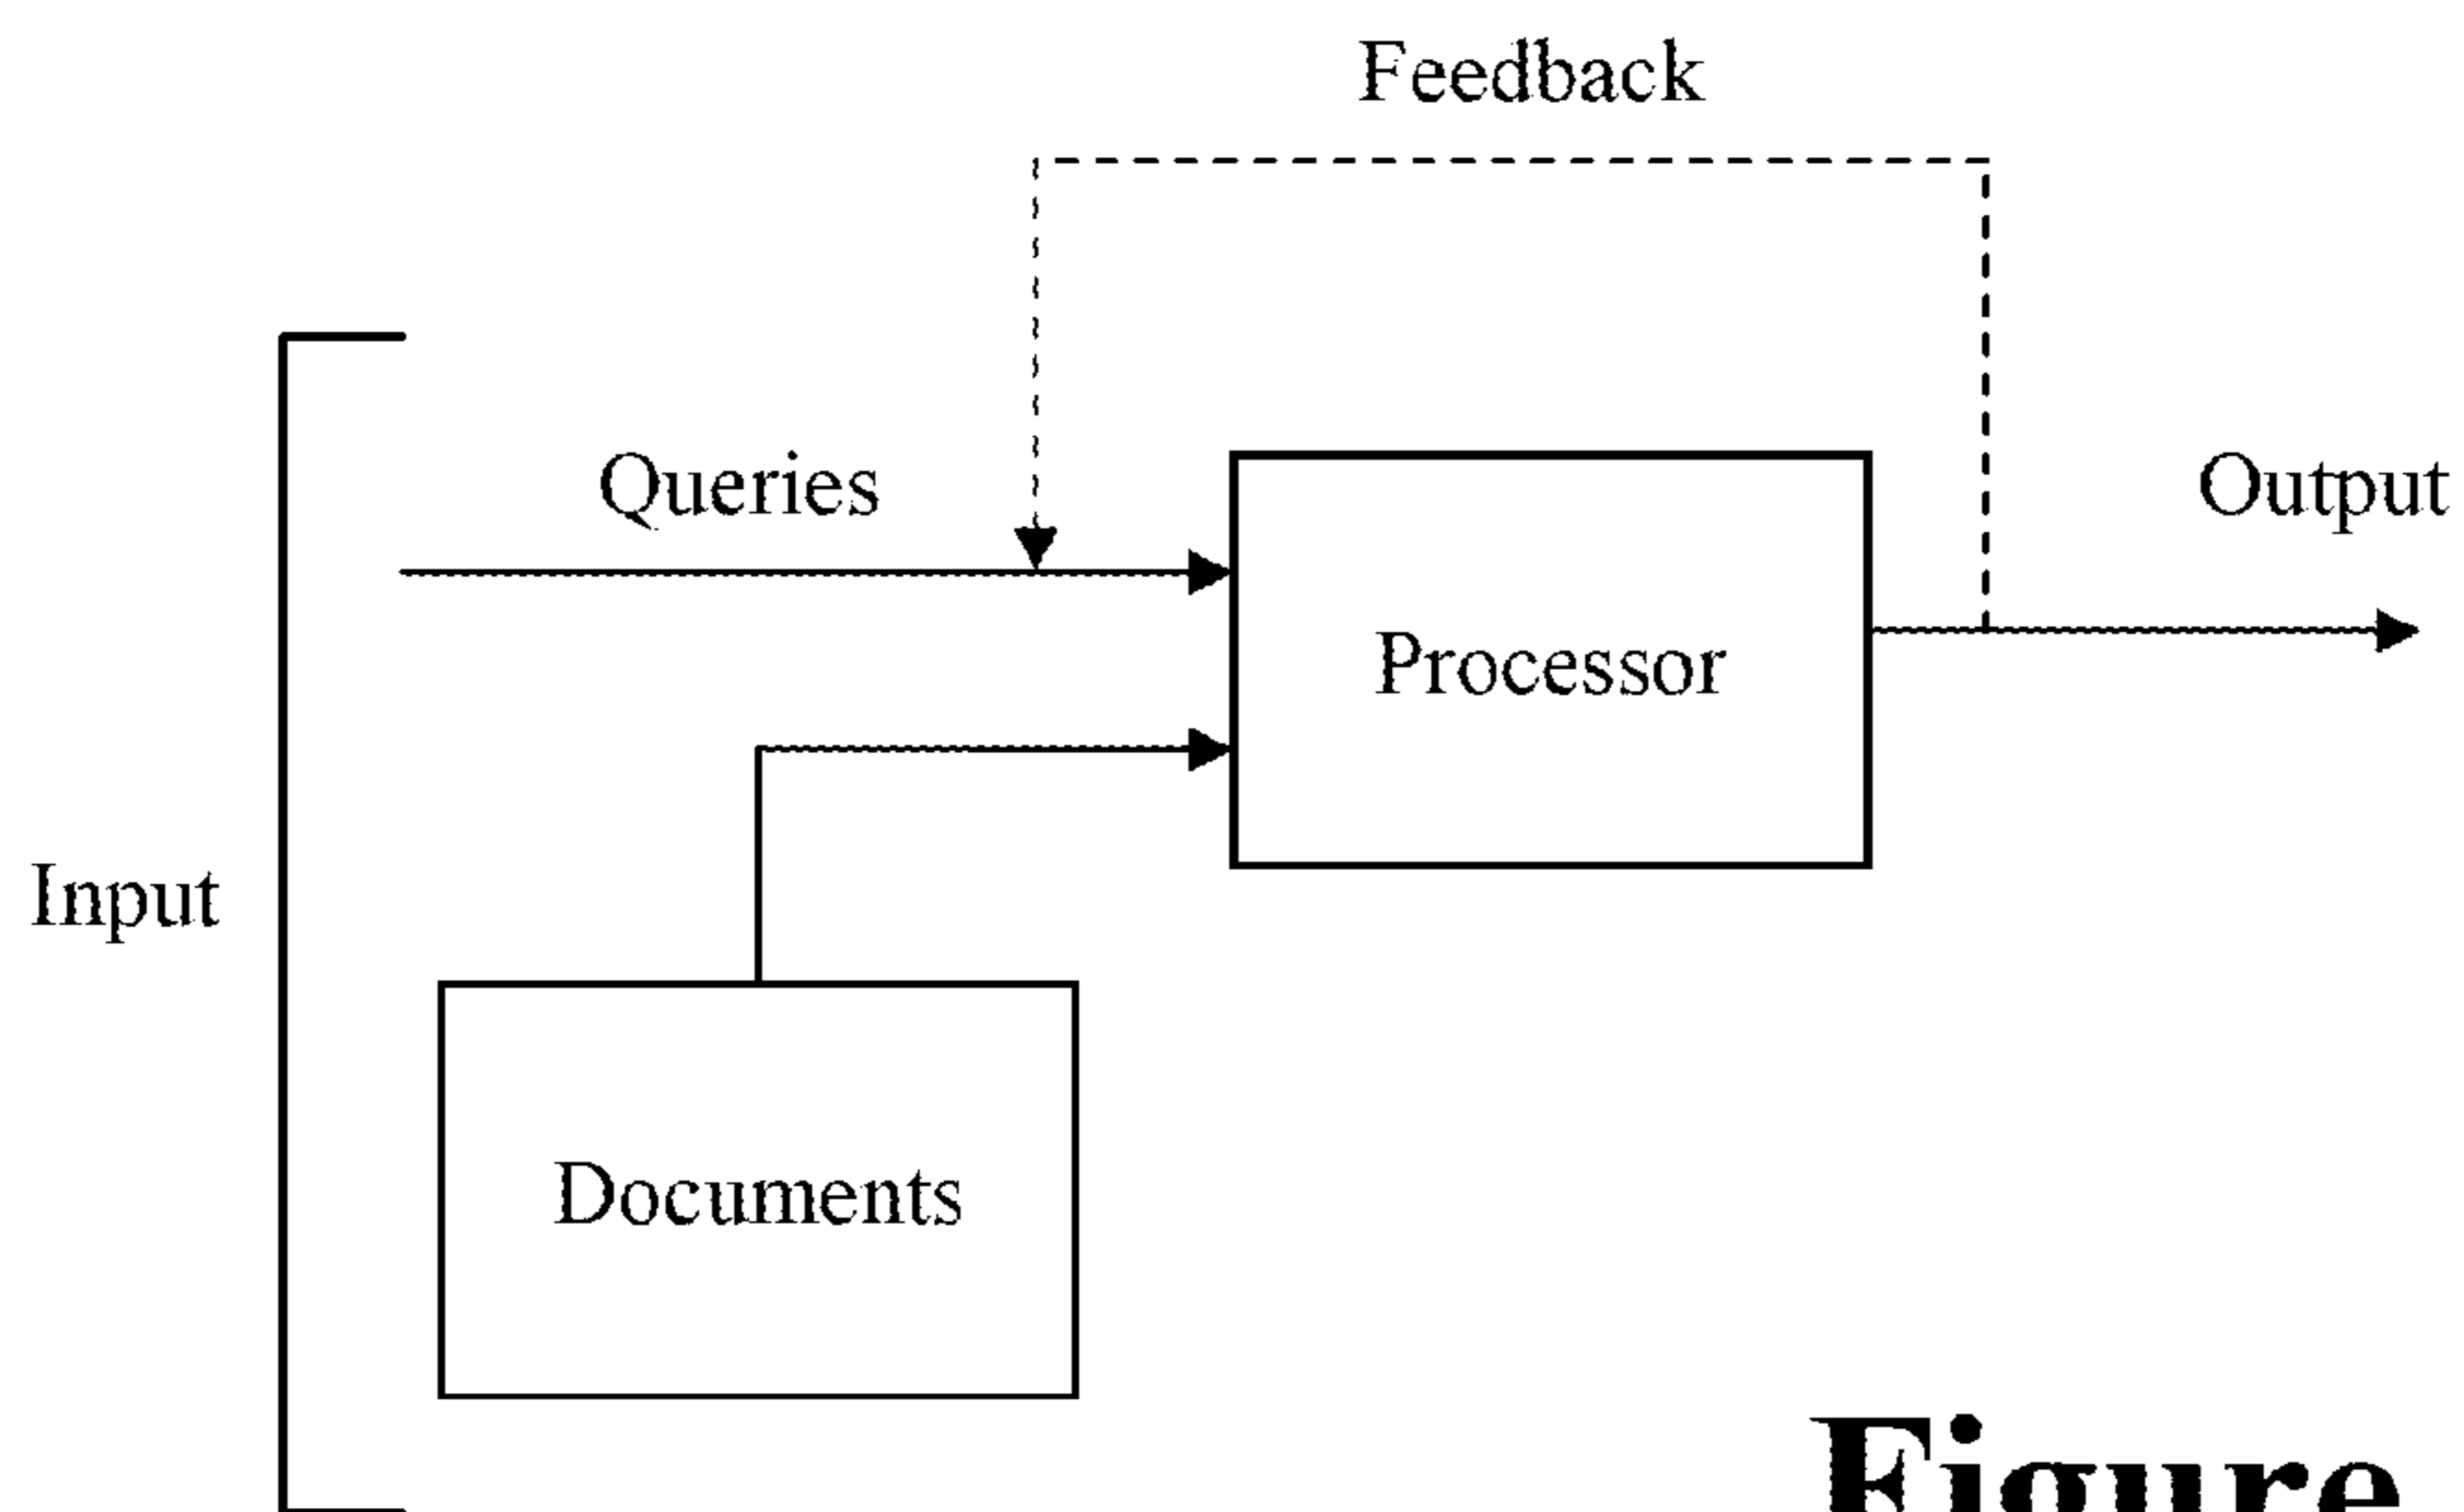 Feedback
Queries
Output
Processor
Input
Documents
Figure